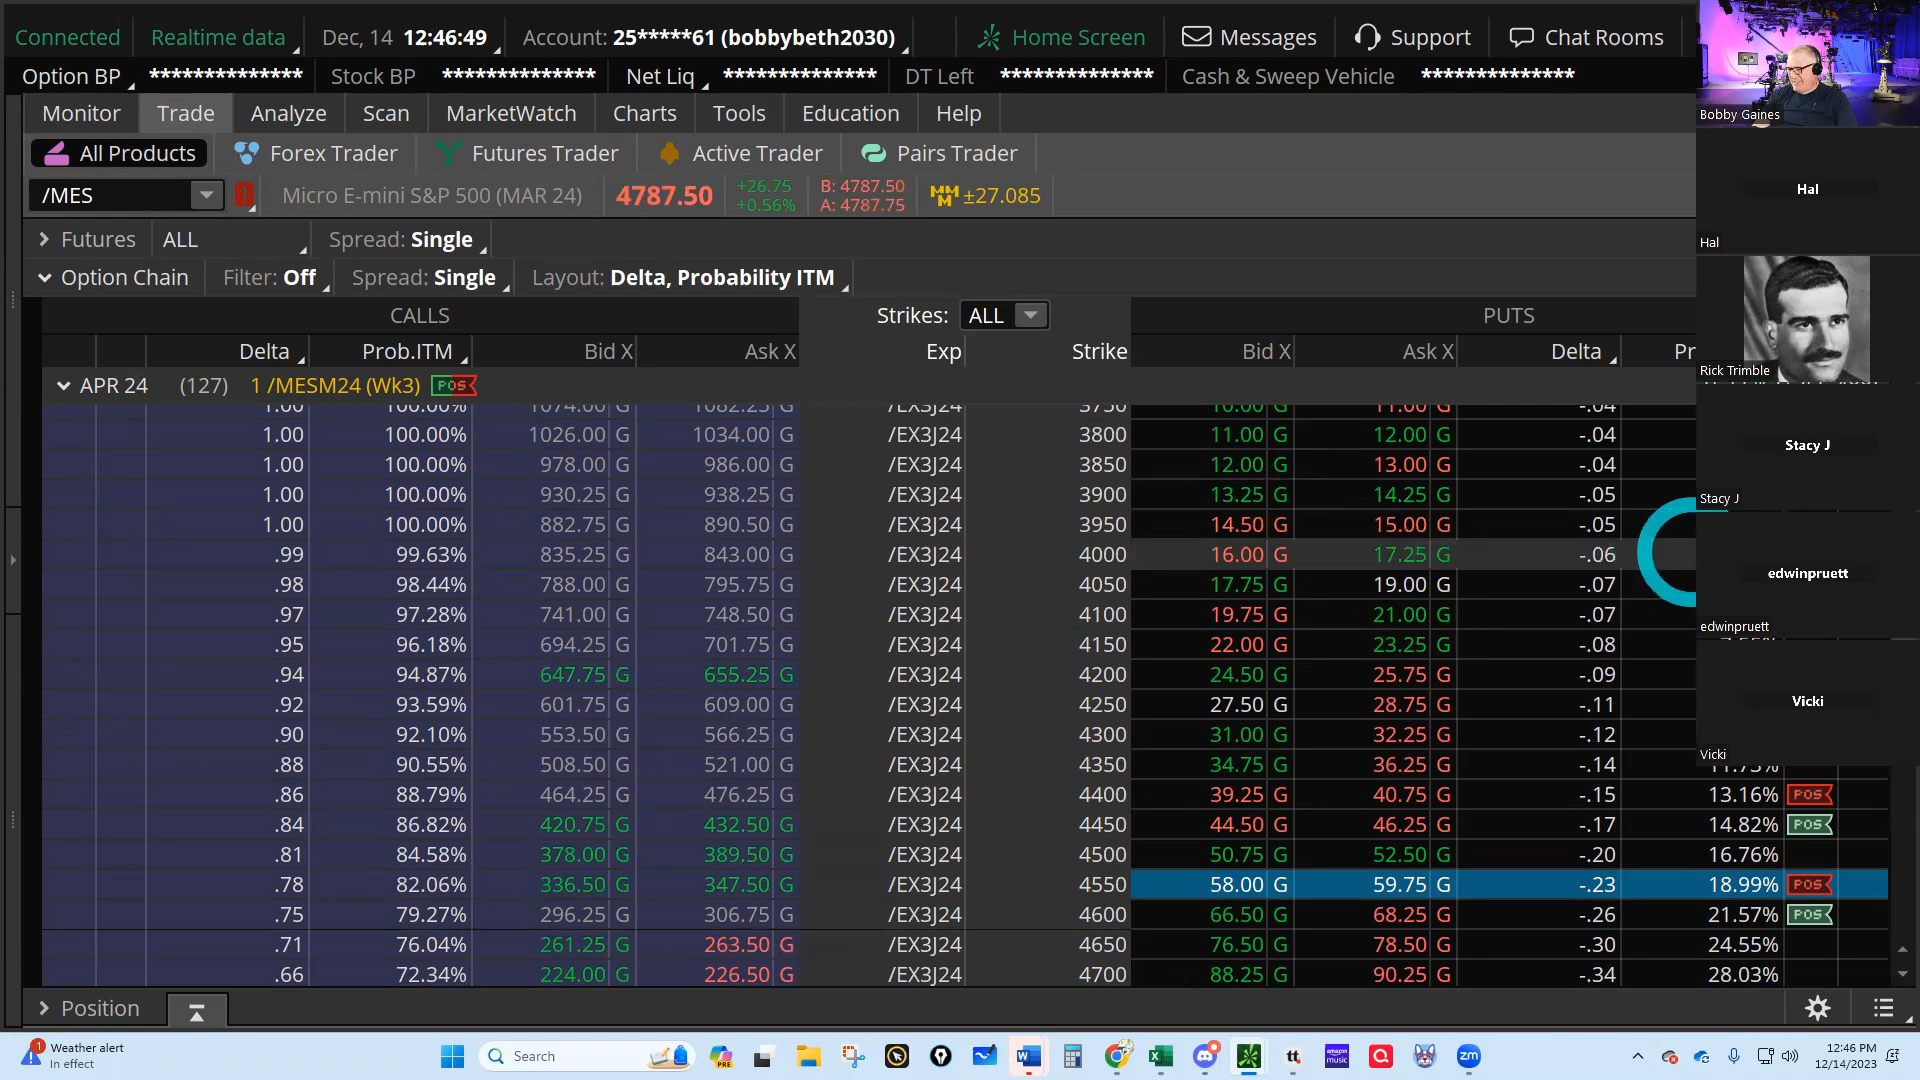 Connected Realtime data Dec, 14 12:46:49 Account: 25*****61 (bobbybeth2030) Home Screen Messages Support Chat Rooms
Option BP ************** Stock BP ************** Net Liq ************** DT Left ************** Cash & Sweep Vehicle **************
Monitor Trade Analyze Scan MarketWatch Charts Tools Education Help
All Products Forex Trader Futures Trader Active Trader Pairs Trader
/MES 1 Micro E-mini S&P 500 (MAR 24) 4787.50 +26.75 +0.56% B: 4787.50 A: 4787.75 MMM ±27.085
Futures ALL Spread: Single
Option Chain Filter: Off Spread: Single Layout: Delta, Probability ITM
CALLS Strikes: ALL PUTS
Delta Prob.ITM Bid X Ask X Exp Strike Bid X Ask X Delta Pr
APR 24 (127) 1 /MESM24 (Wk3) POS
1.00 100.00% 1074.00 G 1082.25 G /EX3J24 3750 10.00 G 11.00 G -.04
1.00 100.00% 1026.00 G 1034.00 G /EX3J24 3800 11.00 G 12.00 G -.04
1.00 100.00% 978.00 G 986.00 G /EX3J24 3850 12.00 G 13.00 G -.04
1.00 100.00% 930.25 G 938.25 G /EX3J24 3900 13.25 G 14.25 G -.05
1.00 100.00% 882.75 G 890.50 G /EX3J24 3950 14.50 G 15.00 G -.05
.99 99.63% 835.25 G 843.00 G /EX3J24 4000 16.00 G 17.25 G -.06
.98 98.44% 788.00 G 795.75 G /EX3J24 4050 17.75 G 19.00 G -.07
.97 97.28% 741.00 G 748.50 G /EX3J24 4100 19.75 G 21.00 G -.07
.95 96.18% 694.25 G 701.75 G /EX3J24 4150 22.00 G 23.25 G -.08
.94 94.87% 647.75 G 655.25 G /EX3J24 4200 24.50 G 25.75 G -.09
.92 93.59% 601.75 G 609.00 G /EX3J24 4250 27.50 G 28.75 G -.11
.90 92.10% 553.50 G 566.25 G /EX3J24 4300 31.00 G 32.25 G -.12
.88 90.55% 508.50 G 521.00 G /EX3J24 4350 34.75 G 36.25 G -.14 11.73%
.86 88.79% 464.25 G 476.25 G /EX3J24 4400 39.25 G 40.75 G -.15 13.16% POS
.84 86.82% 420.75 G 432.50 G /EX3J24 4450 44.50 G 46.25 G -.17 14.82% POS
.81 84.58% 378.00 G 389.50 G /EX3J24 4500 50.75 G 52.50 G -.20 16.76%
.78 82.06% 336.50 G 347.50 G /EX3J24 4550 58.00 G 59.75 G -.23 18.99% POS
.75 79.27% 296.25 G 306.75 G /EX3J24 4600 66.50 G 68.25 G -.26 21.57% POS
.71 76.04% 261.25 G 263.50 G /EX3J24 4650 76.50 G 78.50 G -.30 24.55%
.66 72.34% 224.00 G 226.50 G /EX3J24 4700 88.25 G 90.25 G -.34 28.03%
Position
Bobby Gaines
Hal
Hal
Rick Trimble
Stacy J
Stacy J
edwinpruett
edwinpruett
Vicki
Vicki
1 Weather alert
In effect
Search
PRE
tt
amazon music
zm
12:46 PM
12/14/2023